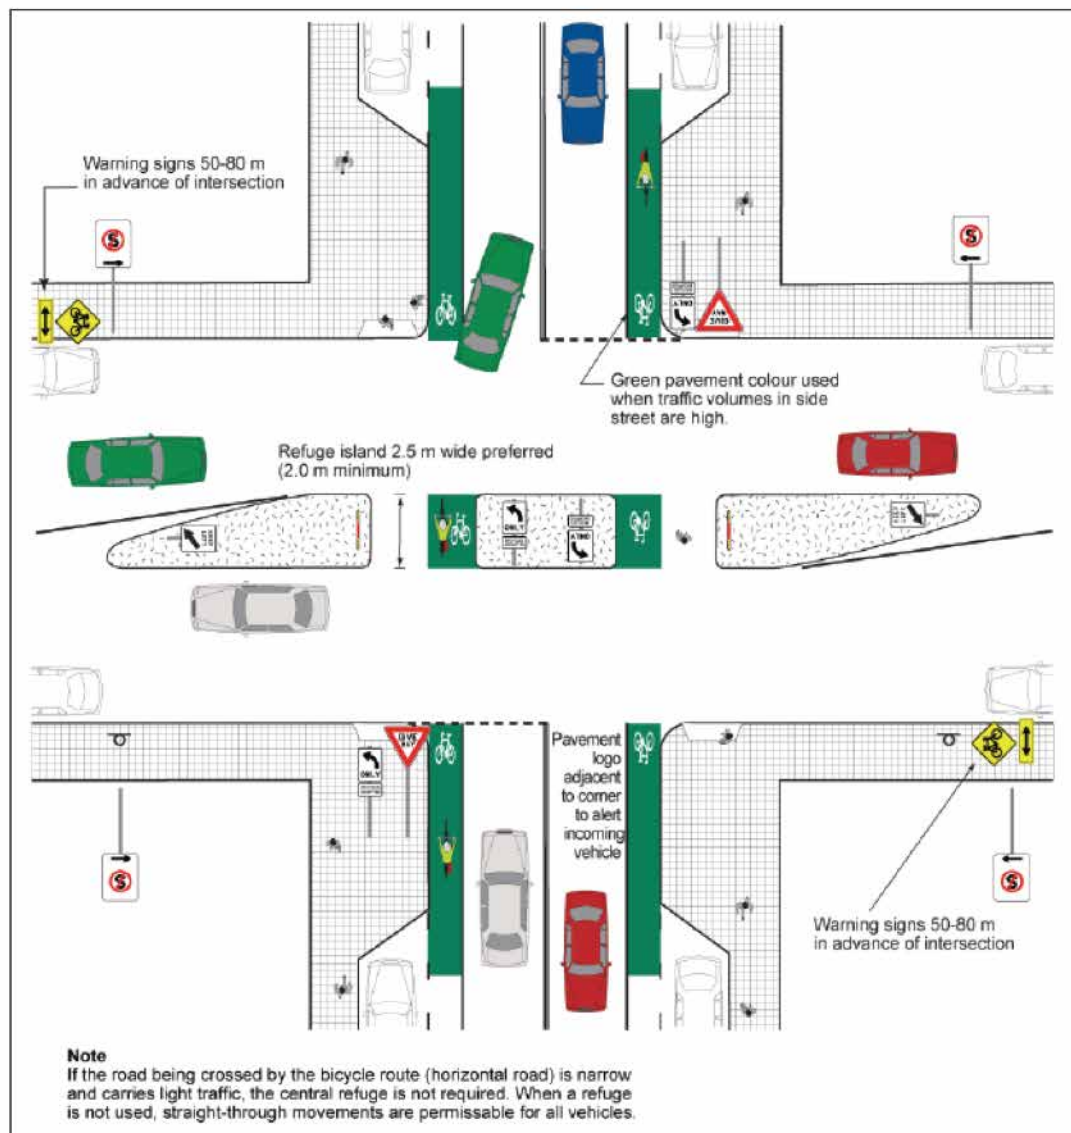 Warning signs 50-80 m
in advance of intersection
Green pavement colour used
when traffic volumes in side
street are high.
Refuge island 2.5 m wide preferred
(2.0 m minimum)
ONLY
ONLY
GIVE
WAY
ONLY
GIVE
WAY
ONLY
Pavement
logo
adjacent
to corner
to alert
incoming
vehicle
Warning signs 50-80 m
in advance of intersection
Note
If the road being crossed by the bicycle route (horizontal road) is narrow
and carries light traffic, the central refuge is not required. When a refuge
is not used, straight-through movements are permissable for all vehicles.